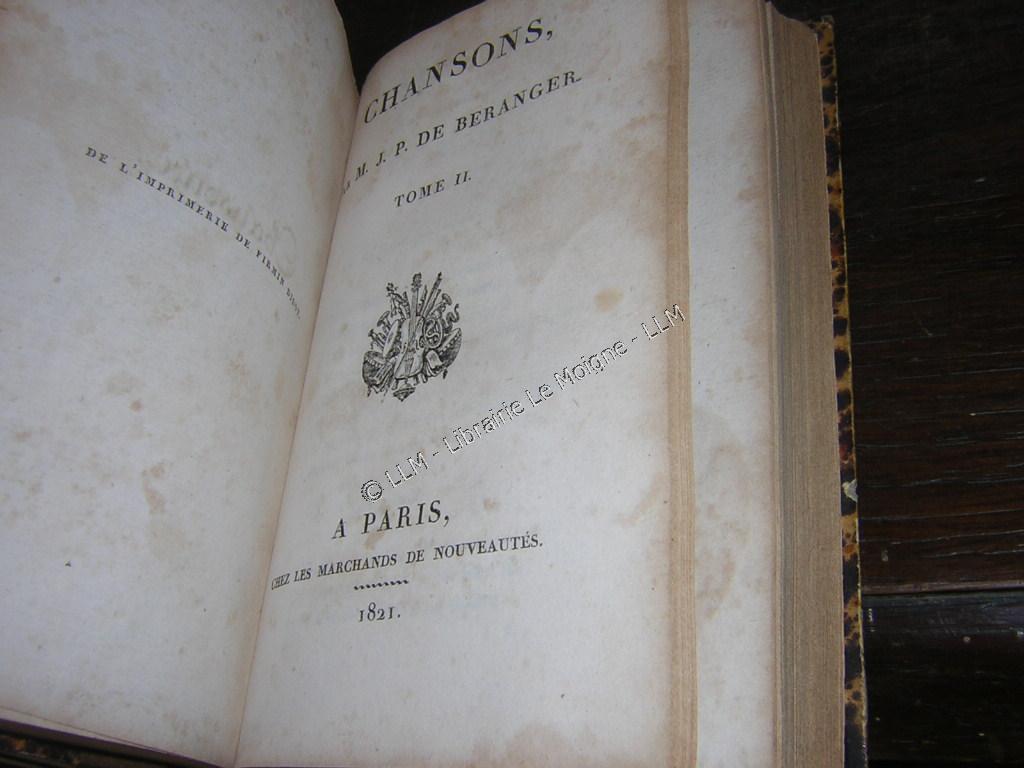 DE L'IMPRIMERIE DE FIRMIN DIDOT.
CHANSONS,
M. J. P. DE BERANGER.
TOME II.
© LLM - Librairie Le Moigne - LLM
A PARIS,
CHEZ LES MARCHANDS DE NOUVEAUTÉS.
1821.